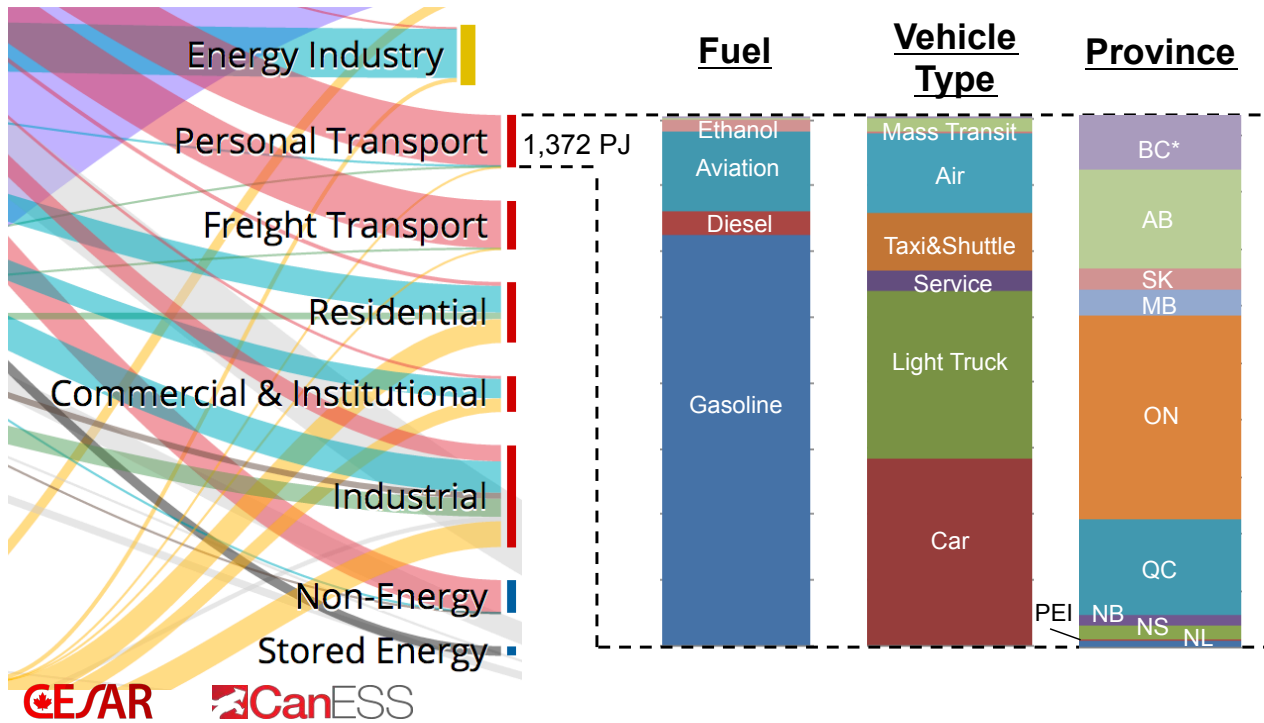 Energy Industry
Personal Transport
1,372 PJ
Freight Transport
Residential
Commercial & Institutional
Industrial
Non-Energy
Stored Energy
CESAR
CanESS
Fuel
Ethanol
Aviation
Diesel
Gasoline
Vehicle
Type
Mass Transit
Air
Taxi&Shuttle
Service
Light Truck
Car
Province
BC*
AB
SK
MB
ON
QC
PEI
NB
NS
NL